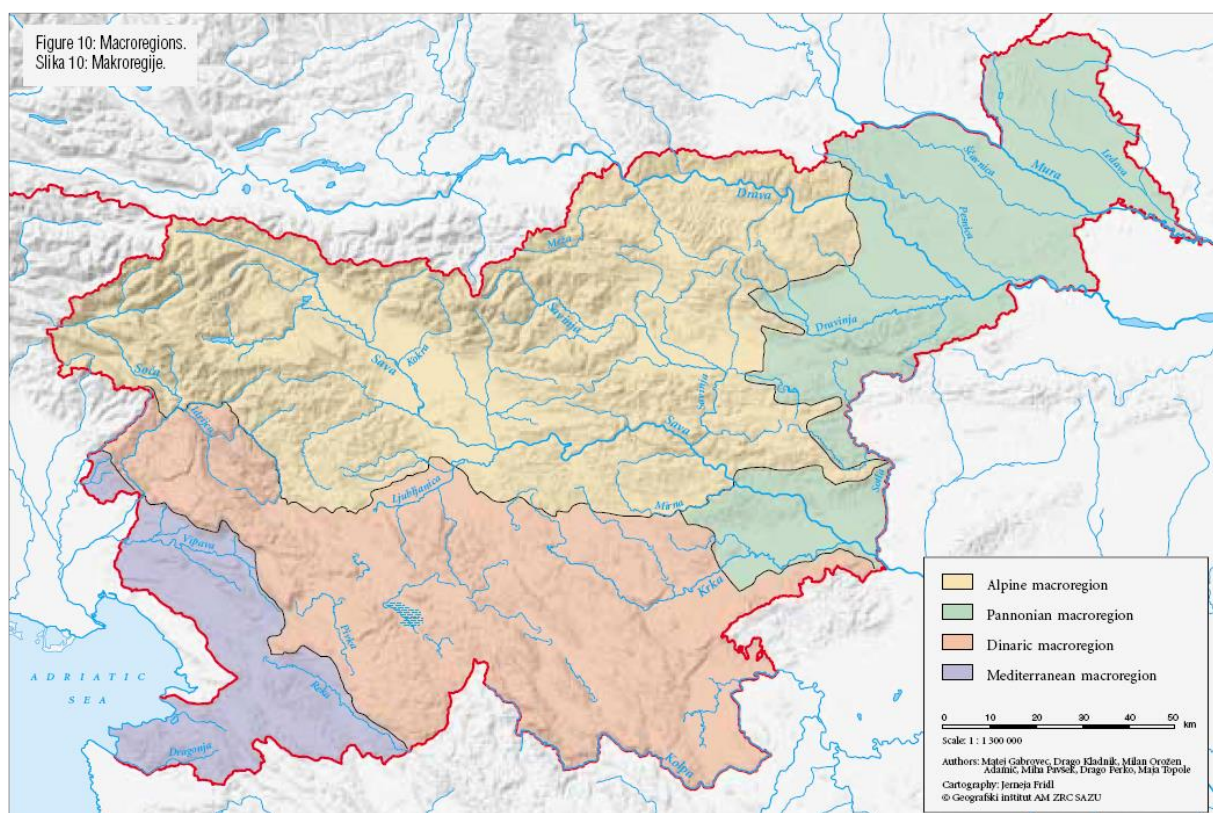 Figure 10: Macroregions.
Slika 10: Makroregije.
Ščavnica
Mura
Ledava
Drava
Pesnica
Meža
Dravinja
Savinja
Kokra
Sava
Soča
Savinja
Sava
Idrijca
Sotla
Ljubljanica
Mirna
Vipava
Krka
Pivka
ADRIATIC
SEA
Reka
Dragonja
Kolpa
Alpine macroregion
Pannonian macroregion
Dinaric macroregion
Mediterranean macroregion
0 10 20 30 40 50
km
Scale: 1 : 1 300 000
Authors: Matej Gabrovec, Drago Kladnik, Milan Orožen
Adamič, Miha Pavšek, Drago Perko, Maja Topole
Cartography: Jerneja Fridl
© Geografski inštitut AM ZRC SAZU